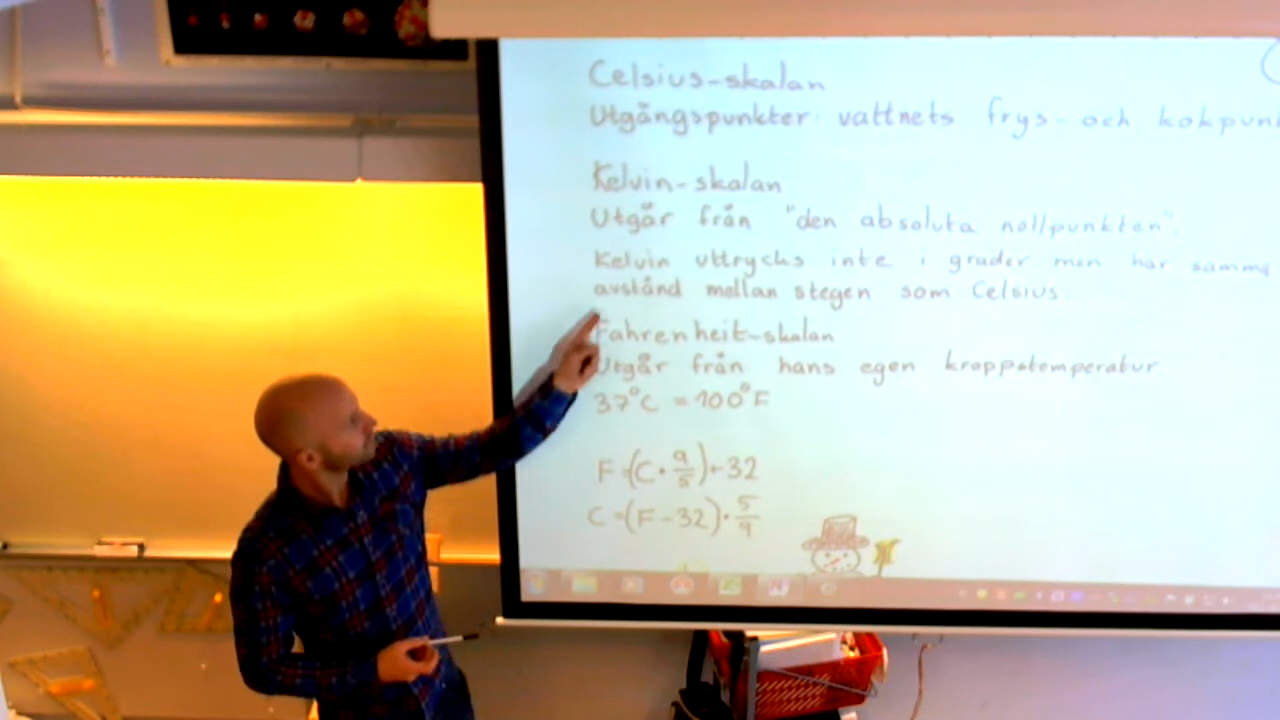 Celsius-skalan
Utgångspunkter vattnets frys- och kokpunk
Kelvin-skalan
Utgår från "den absoluta nollpunkten".
Kelvin uttrycks inte i grader men har samma
avstånd mellan stegen som Celsius.
Fahrenheit-skalan
Utgår från hans egen kroppstemperatur
37°C = 100°F
F=(C·9/5)+32
C=(F-32)·5/9